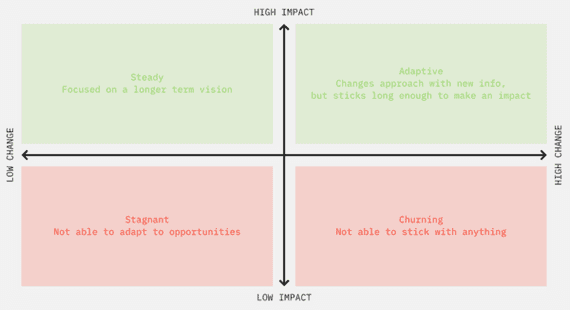 HIGH IMPACT
Steady
Focused on a longer term vision
Adaptive
Changes approach with new info,
but sticks long enough to make an impact
LOW CHANGE
HIGH CHANGE
Stagnant
Not able to adapt to opportunities
Churning
Not able to stick with anything
LOW IMPACT